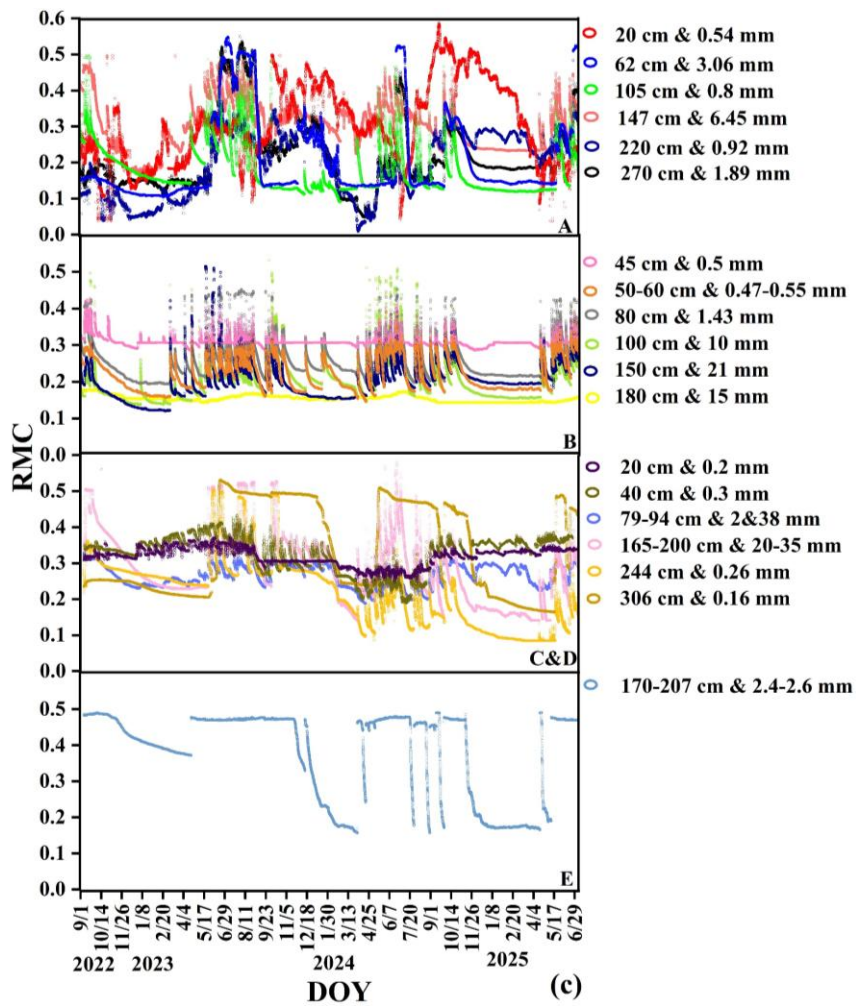 0.6
0.5
0.4
0.3
0.2
0.1
0.0
A
20 cm & 0.54 mm
62 cm & 3.06 mm
105 cm & 0.8 mm
147 cm & 6.45 mm
220 cm & 0.92 mm
270 cm & 1.89 mm
0.5
0.4
0.3
0.2
0.1
0.0
B
45 cm & 0.5 mm
50-60 cm & 0.47-0.55 mm
80 cm & 1.43 mm
100 cm & 10 mm
150 cm & 21 mm
180 cm & 15 mm
RMC
0.5
0.4
0.3
0.2
0.1
0.0
C&D
20 cm & 0.2 mm
40 cm & 0.3 mm
79-94 cm & 2&38 mm
165-200 cm & 20-35 mm
244 cm & 0.26 mm
306 cm & 0.16 mm
0.5
0.4
0.3
0.2
0.1
0.0
E
170-207 cm & 2.4-2.6 mm
9/1 10/14 11/26 1/8 2/20 4/4 5/17 6/29 8/11 9/23 11/5 12/18 1/30 3/13 4/25 6/7 7/20 9/1 10/14 11/26 1/8 2/20 4/4 5/17 6/29
2022 2023 2024 2025
DOY (c)